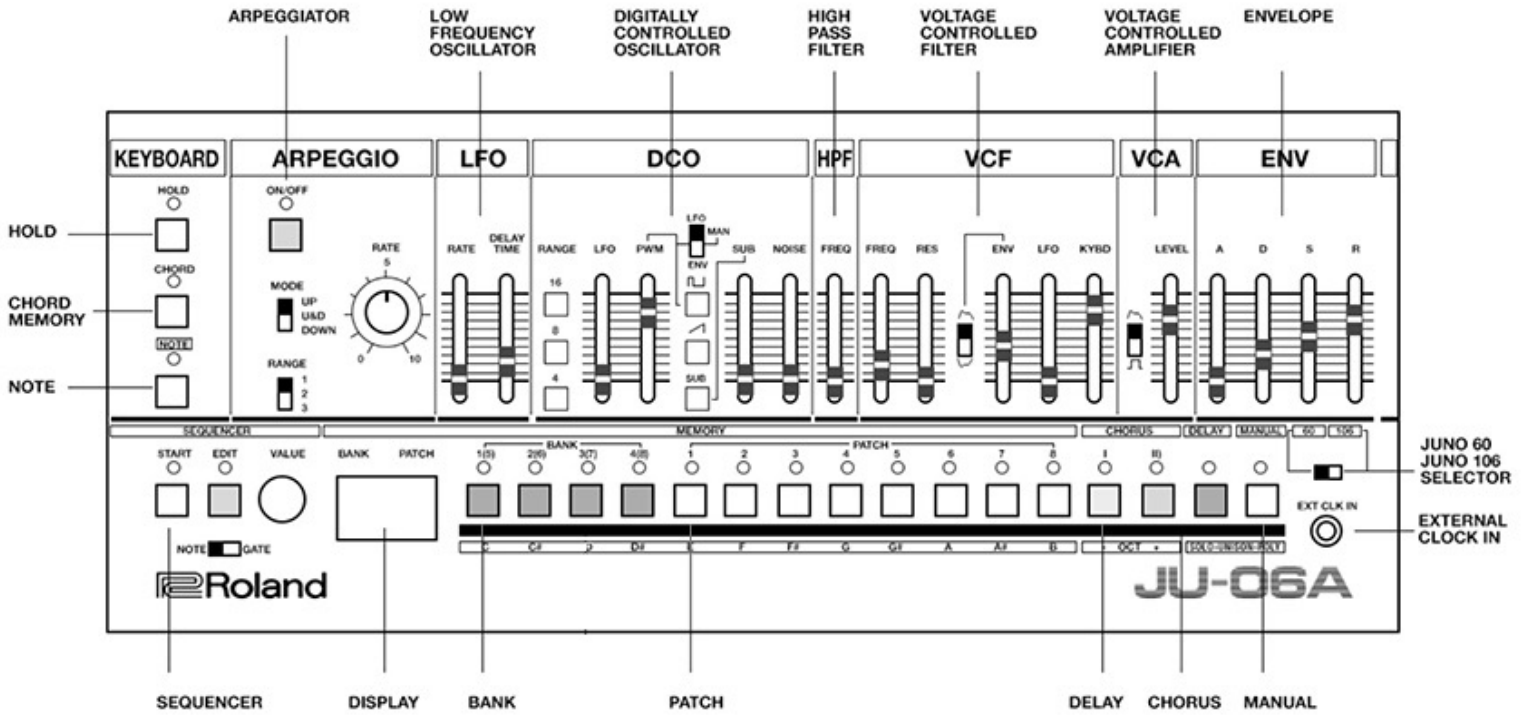 ARPEGGIATOR
LOW
FREQUENCY
OSCILLATOR
DIGITALLY
CONTROLLED
OSCILLATOR
HIGH
PASS
FILTER
VOLTAGE
CONTROLLED
FILTER
VOLTAGE
CONTROLLED
AMPLIFIER
ENVELOPE
KEYBOARD
ARPEGGIO
LFO
DCO
HPF
VCF
VCA
ENV
HOLD
CHORD
MEMORY
NOTE
HOLD
CHORD
NOTE
ON/OFF
MODE
UP
U&D
DOWN
RANGE
1
2
3
RATE
5
0
10
RATE
DELAY
TIME
RANGE
16
8
4
LFO
PWM
LFO
MAN
ENV
SUB
SUB
NOISE
FREQ
FREQ
RES
ENV
LFO
KYBD
LEVEL
A
D
S
R
SEQUENCER
MEMORY
CHORUS
DELAY
MANUAL
60
106
START
EDIT
VALUE
BANK
PATCH
BANK
1(5)
2(6)
3(7)
4(8)
PATCH
1
2
3
4
5
6
7
8
I
II
JUNO 60
JUNO 106
SELECTOR
EXT CLK IN
EXTERNAL
CLOCK IN
NOTE
GATE
C
C#
D
D#
E
F
F#
G
G#
A
A#
B
- OCT +
SOLO-UNISON-POLY
Roland
JU-06A
SEQUENCER
DISPLAY
BANK
PATCH
DELAY
CHORUS
MANUAL